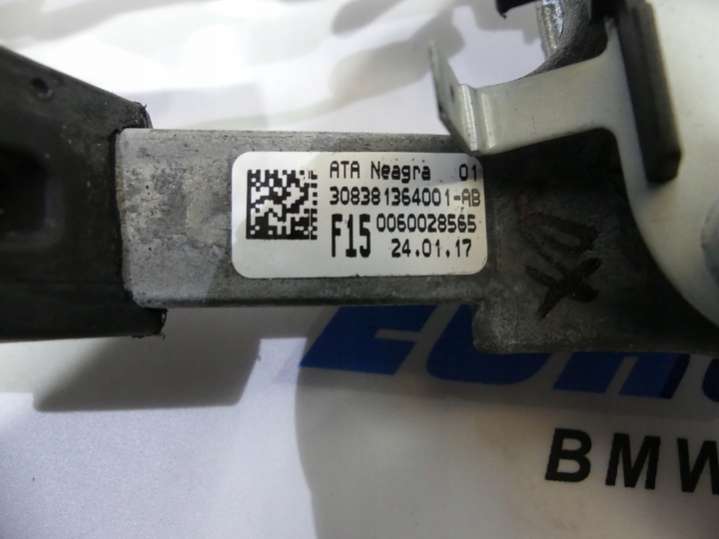 ATA Neagra 01
308381364001-AB
F15 0060028565
24.01.17
BMW